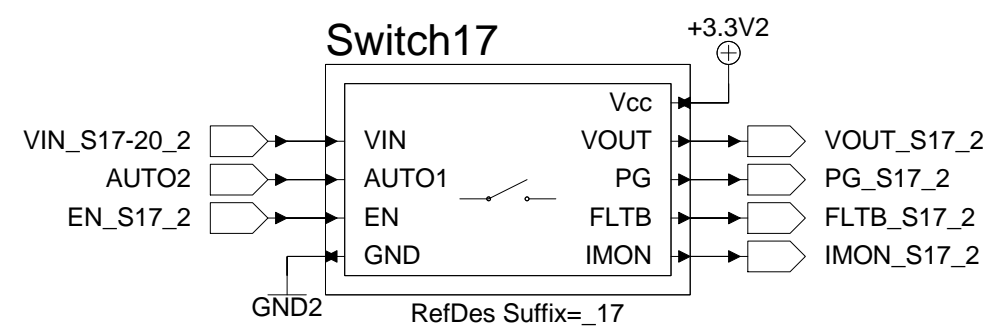 +3.3V2
Switch17
Vcc
VIN_S17-20_2 VIN VOUT VOUT_S17_2
AUTO2 AUTO1 PG PG_S17_2
EN_S17_2 EN FLTB FLTB_S17_2
GND IMON IMON_S17_2
GND2
RefDes Suffix=_17